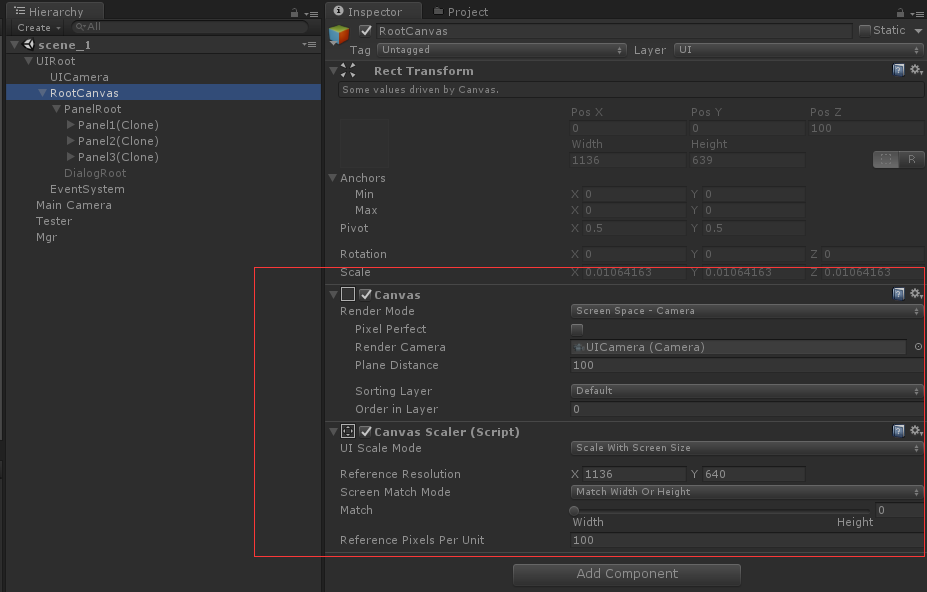 Hierarchy
Create
All
scene_1
UIRoot
UICamera
RootCanvas
PanelRoot
Panel1(Clone)
Panel2(Clone)
Panel3(Clone)
DialogRoot
EventSystem
Main Camera
Tester
Mgr
Inspector Project
RootCanvas Static
Tag Untagged Layer UI
Rect Transform
Some values driven by Canvas.
Pos X Pos Y Pos Z
0 0 100
Width Height
1136 639
R
Anchors
Min X 0 Y 0
Max X 0 Y 0
Pivot X 0.5 Y 0.5
Rotation X 0 Y 0 Z 0
Scale X 0.01064163 Y 0.01064163 Z 0.01064163
Canvas
Render Mode Screen Space - Camera
Pixel Perfect
Render Camera UICamera (Camera)
Plane Distance 100
Sorting Layer Default
Order in Layer 0
Canvas Scaler (Script)
UI Scale Mode Scale With Screen Size
Reference Resolution X 1136 Y 640
Screen Match Mode Match Width Or Height
Match 0
Width Height
Reference Pixels Per Unit 100
Add Component